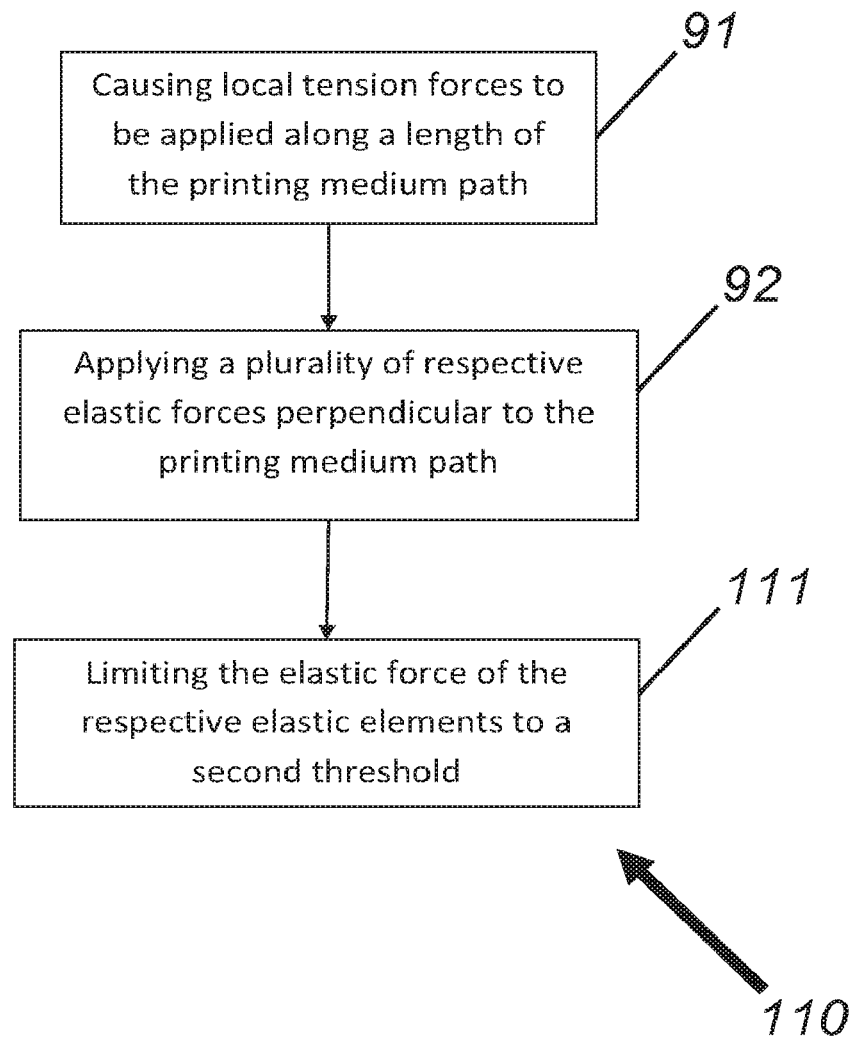 91
Causing local tension forces to
be applied along a length of
the printing medium path
92
Applying a plurality of respective
elastic forces perpendicular to the
printing medium path
111
Limiting the elastic force of the
respective elastic elements to a
second threshold
110